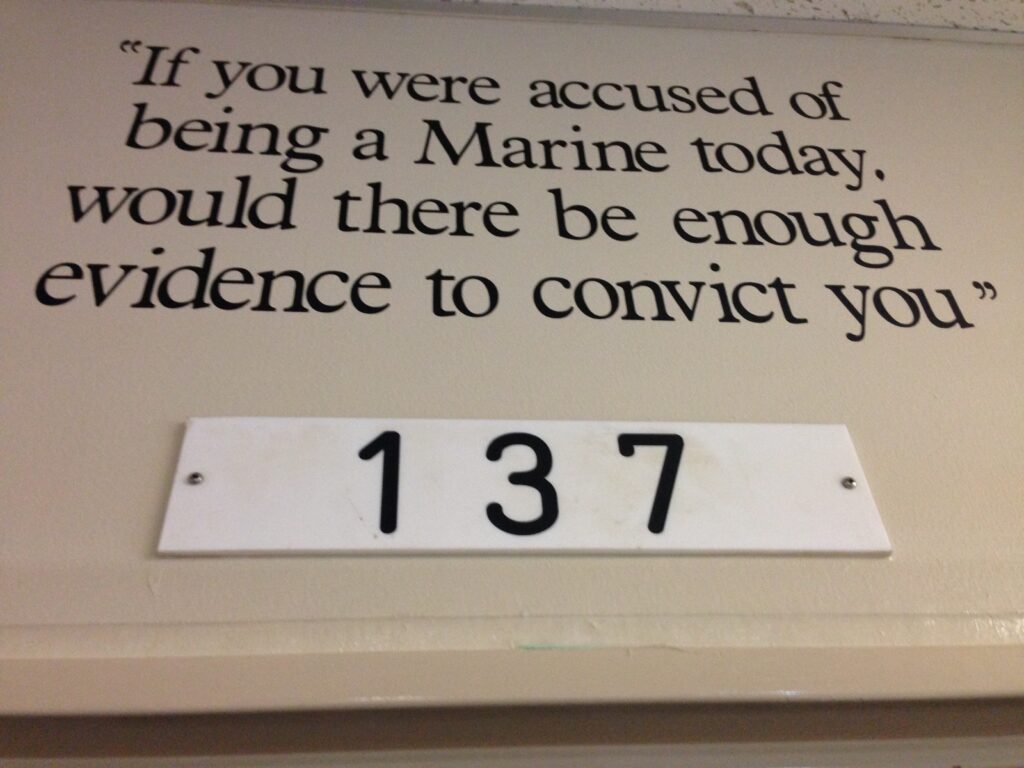 “If you were accused of
being a Marine today,
would there be enough
evidence to convict you”
137